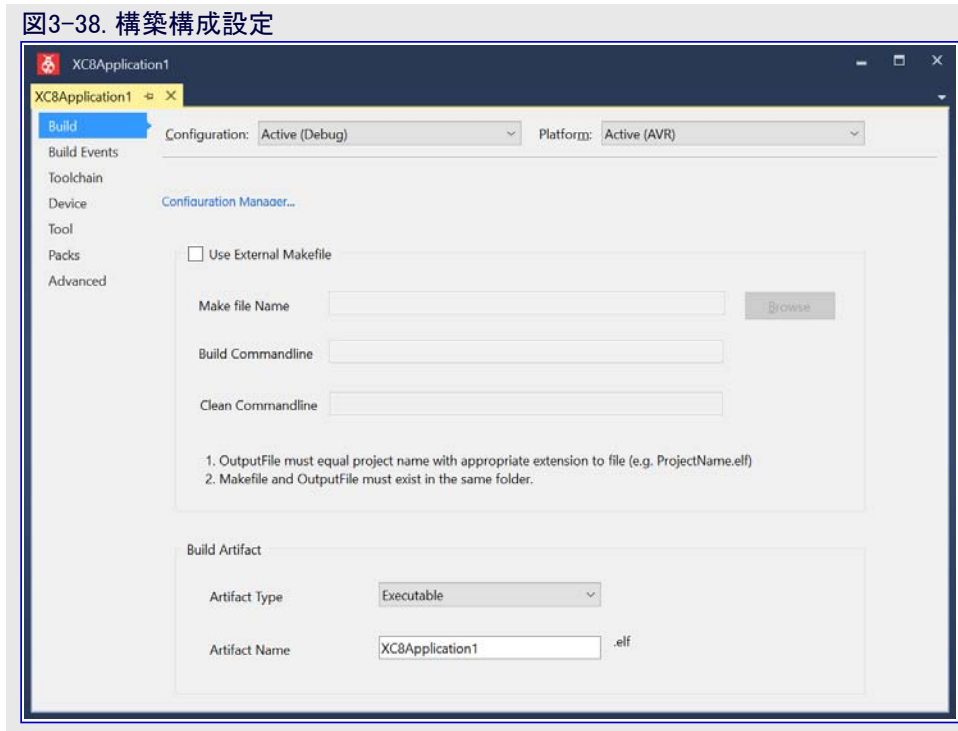 図3-38. 構築構成設定
XC8Application1
XC8Application1
Build
Configuration: Active (Debug) Platform: Active (AVR)
Build Events
Toolchain
Device
Configuration Manager...
Tool
Packs
Use External Makefile
Advanced
Make file Name
Browse
Build Commandline
Clean Commandline
1. OutputFile must equal project name with appropriate extension to file (e.g. ProjectName.elf)
2. Makefile and OutputFile must exist in the same folder.
Build Artifact
Artifact Type Executable
Artifact Name XC8Application1 .elf